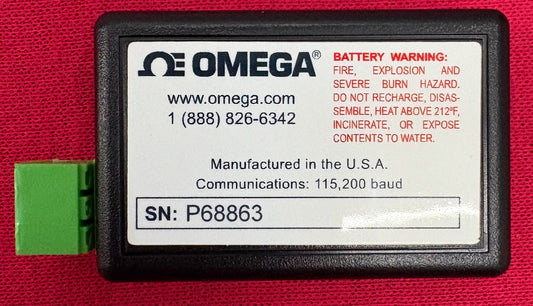 OMEGA®
www.omega.com
1 (888) 826-6342
BATTERY WARNING:
FIRE, EXPLOSION AND
SEVERE BURN HAZARD.
DO NOT RECHARGE, DISAS-
SEMBLE, HEAT ABOVE 212ºF,
INCINERATE, OR EXPOSE
CONTENTS TO WATER.
Manufactured in the U.S.A.
Communications: 115,200 baud
SN: P68863